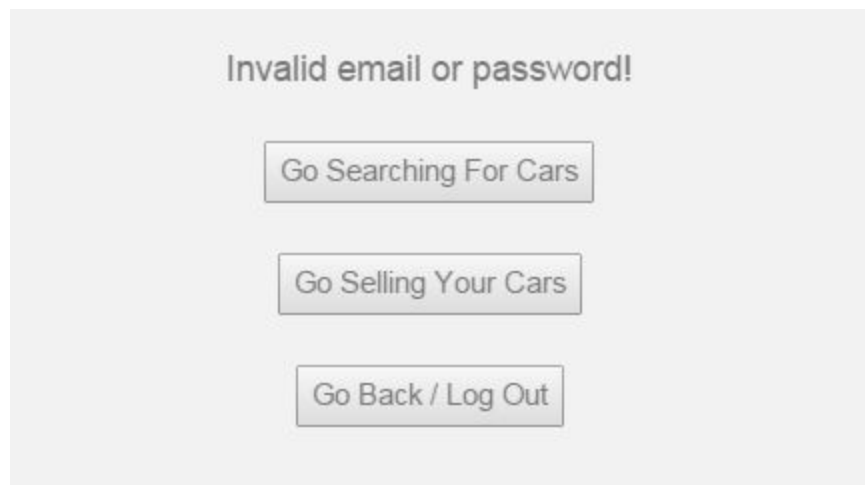 Invalid email or password!
Go Searching For Cars
Go Selling Your Cars
Go Back / Log Out